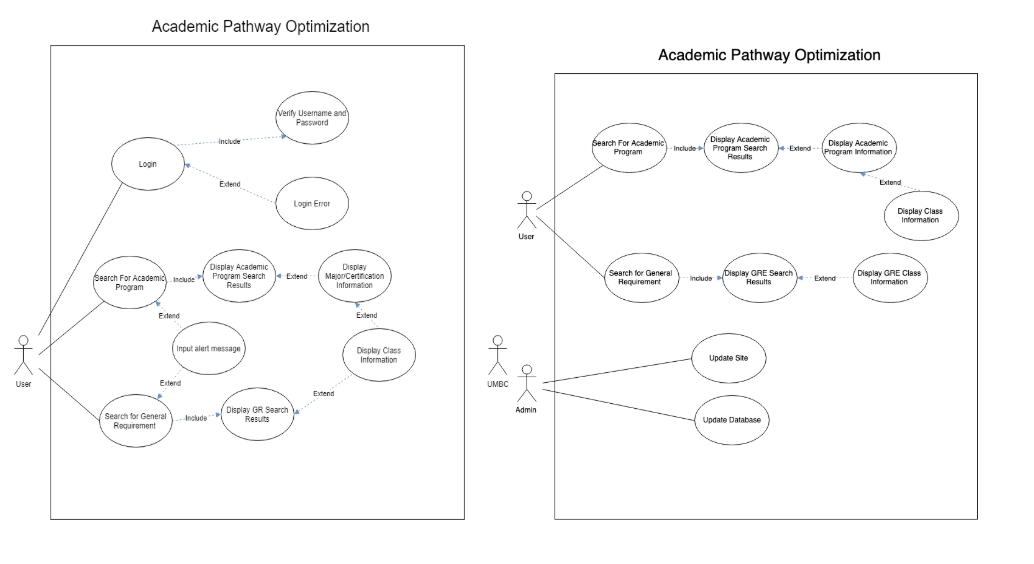 Academic Pathway Optimization
Verify Username and
Password
Include
Login
Extend
Login Error
Search For Academic
Program
Include
Display Academic
Program Search
Results
Extend
Display
Major/Certification
Information
Extend
Extend
Input alert message
Display Class
Information
Extend
Extend
Search for General
Requirement
Include
Display GR Search
Results
User
Academic Pathway Optimization
Search For Academic
Program
Include
Display Academic
Program Search
Results
Extend
Display Academic
Program Information
Extend
Display Class
Information
User
Search for General
Requirement
Include
Display GRE Search
Results
Extend
Display GRE Class
Information
Update Site
UMBC
Admin
Update Database